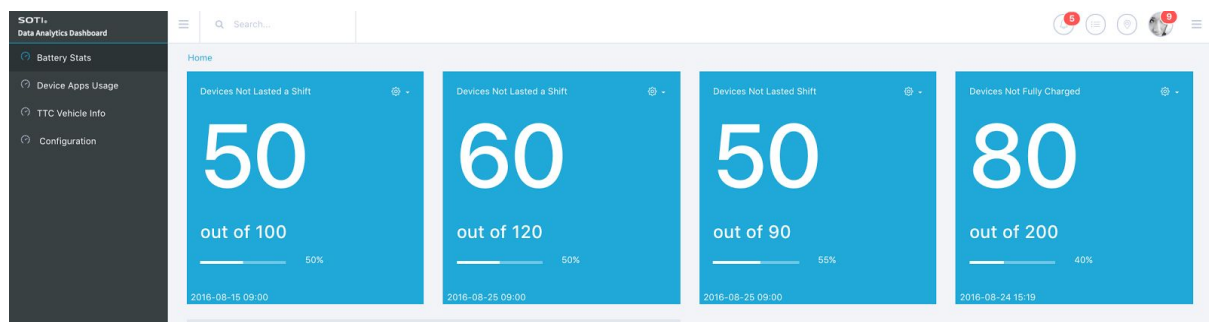 SOTI.
Data Analytics Dashboard
Search...
5
9
Battery Stats
Device Apps Usage
TTC Vehicle Info
Configuration
Home
Devices Not Lasted a Shift
50
out of 100
50%
2016-08-15 09:00
Devices Not Lasted a Shift
60
out of 120
50%
2016-08-25 09:00
Devices Not Lasted Shift
50
out of 90
55%
2016-08-25 09:00
Devices Not Fully Charged
80
out of 200
40%
2016-08-24 15:19